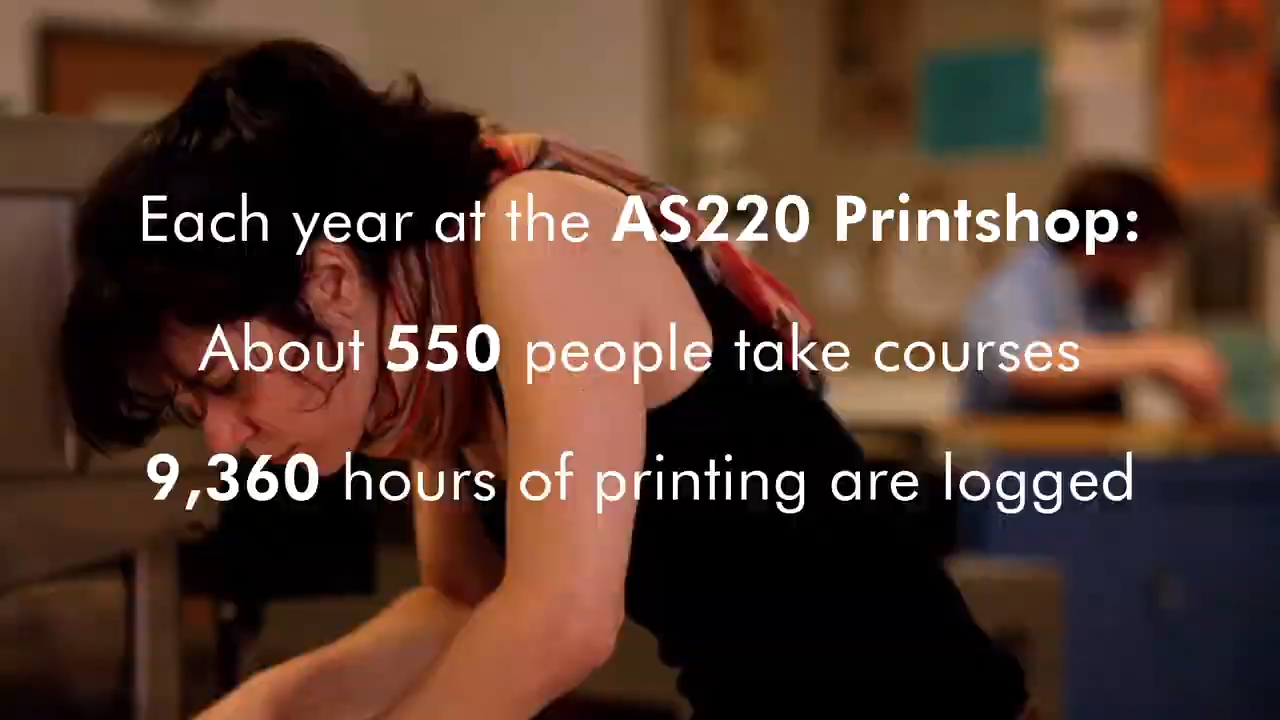 Each year at the AS220 Printshop:
About 550 people take courses
9,360 hours of printing are logged